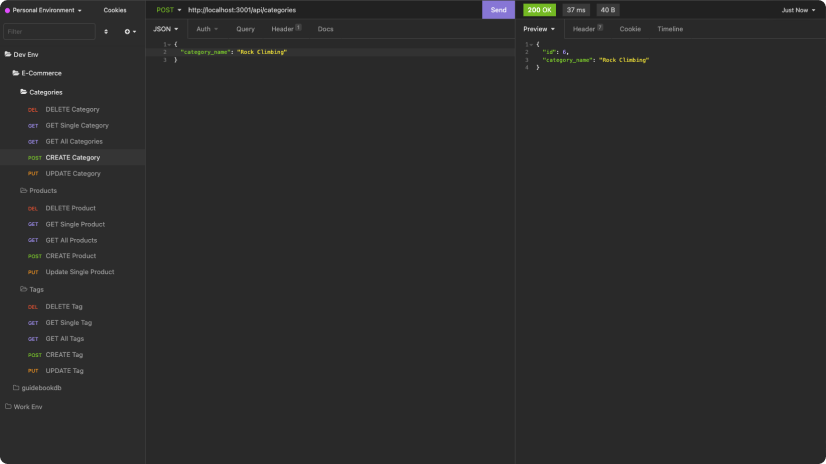 Personal Environment
Cookies
Filter
Dev Env
E-Commerce
Categories
DEL DELETE Category
GET GET Single Category
GET GET All Categories
POST CREATE Category
PUT UPDATE Category
Products
DEL DELETE Product
GET GET Single Product
GET GET All Products
POST CREATE Product
PUT Update Single Product
Tags
DEL DELETE Tag
GET GET Single Tag
GET GET All Tags
POST CREATE Tag
PUT UPDATE Tag
guidebookdb
Work Env
POST http://localhost:3001/api/categories Send
JSON Auth Query Header 1 Docs
1 {
2 "category_name": "Rock Climbing"
3 }
200 OK 37 ms 40 B Just Now
Preview Header 7 Cookie Timeline
1 {
2 "id": 6,
3 "category_name": "Rock Climbing"
4 }